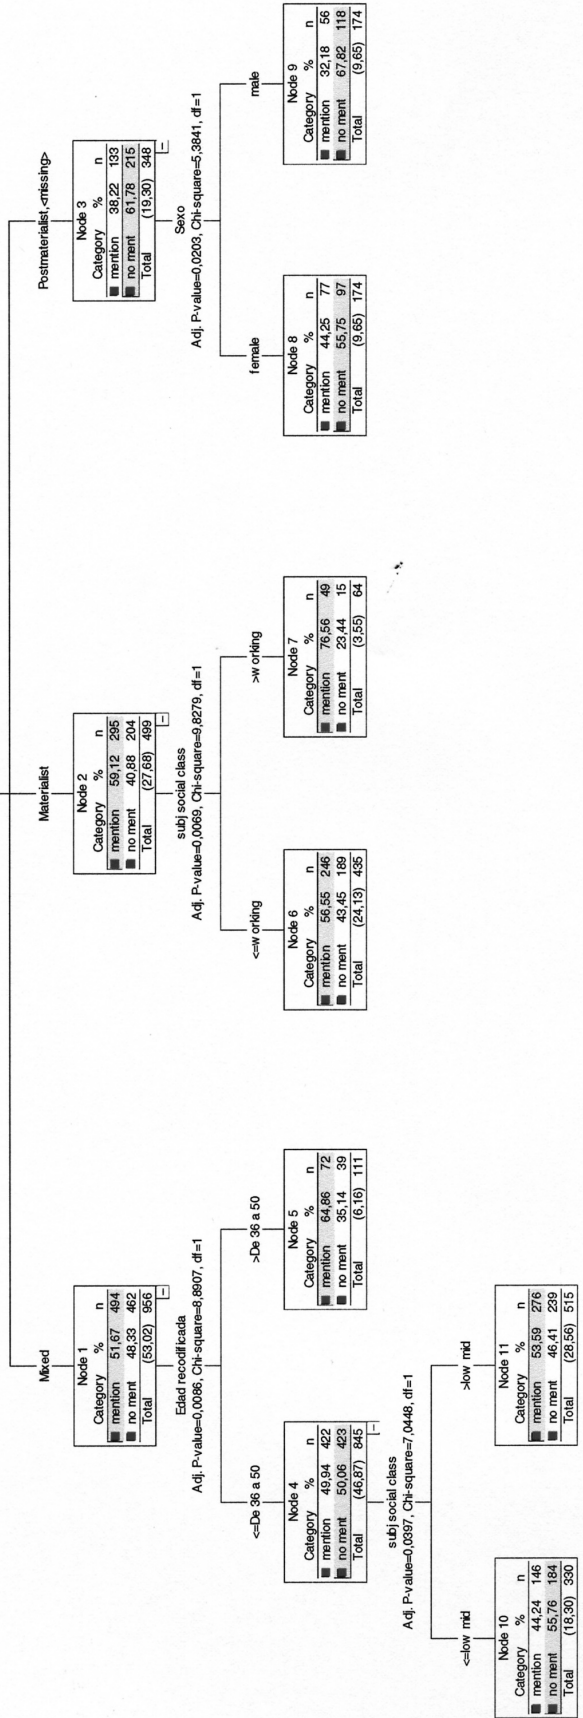 Mixed
Materialist
Postmaterialist,<missing>
Node 1
Category % n
mention 51,67 494
no ment 48,33 462
Total (53,02) 956
Node 2
Category % n
mention 59,12 295
no ment 40,88 204
Total (27,68) 499
Node 3
Category % n
mention 38,22 133
no ment 61,78 215
Total (19,30) 348
Edad recodificada
Adj. P-value=0,0086, Chi-square=8,8907, df=1
subj social class
Adj. P-value=0,0069, Chi-square=9,8279, df=1
Sexo
Adj. P-value=0,0203, Chi-square=5,3841, df=1
<=De 36 a 50
>De 36 a 50
<=w orking
>w orking
female
male
Node 4
Category % n
mention 49,94 422
no ment 50,06 423
Total (46,87) 845
Node 5
Category % n
mention 64,86 72
no ment 35,14 39
Total (6,16) 111
Node 6
Category % n
mention 56,55 246
no ment 43,45 189
Total (24,13) 435
Node 7
Category % n
mention 76,56 49
no ment 23,44 15
Total (3,55) 64
Node 8
Category % n
mention 44,25 77
no ment 55,75 97
Total (9,65) 174
Node 9
Category % n
mention 32,18 56
no ment 67,82 118
Total (9,65) 174
subj social class
Adj. P-value=0,0397, Chi-square=7,0448, df=1
<=low mid
>low mid
Node 10
Category % n
mention 44,24 146
no ment 55,76 184
Total (18,30) 330
Node 11
Category % n
mention 53,59 276
no ment 46,41 239
Total (28,56) 515